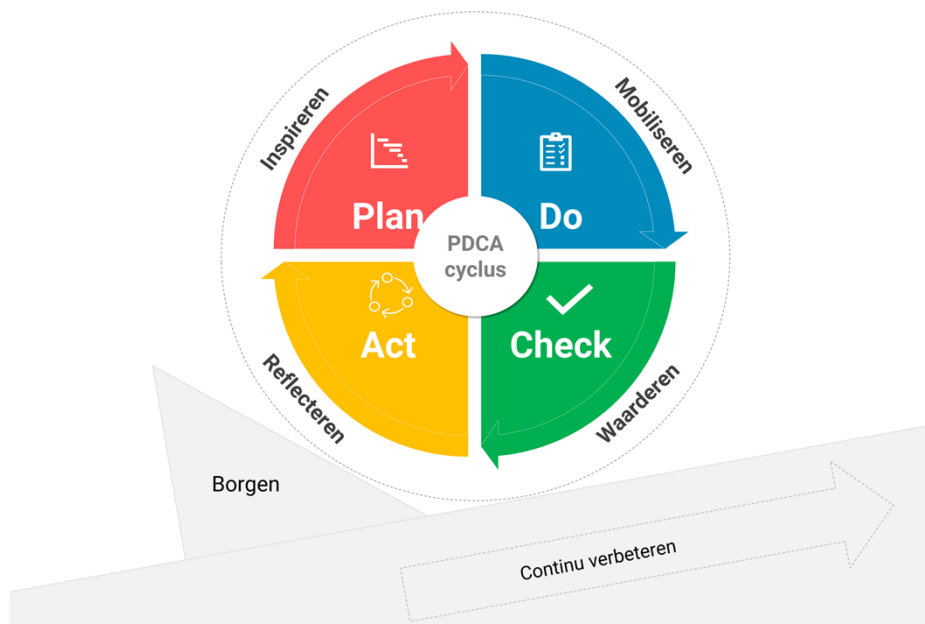 Inspireren
Mobiliseren
Plan
Do
PDCA
cyclus
Act
Check
Reflecteren
Waarderen
Borgen
Continu verbeteren